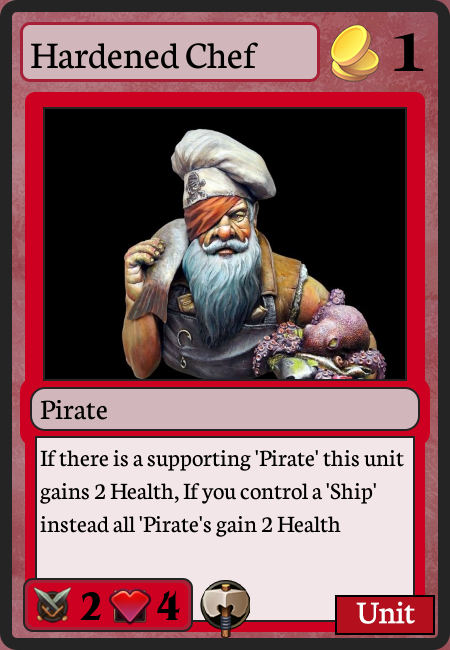 Hardened Chef
1
Pirate
If there is a supporting 'Pirate' this unit
gains 2 Health, If you control a 'Ship'
instead all 'Pirate's gain 2 Health
2 4
Unit